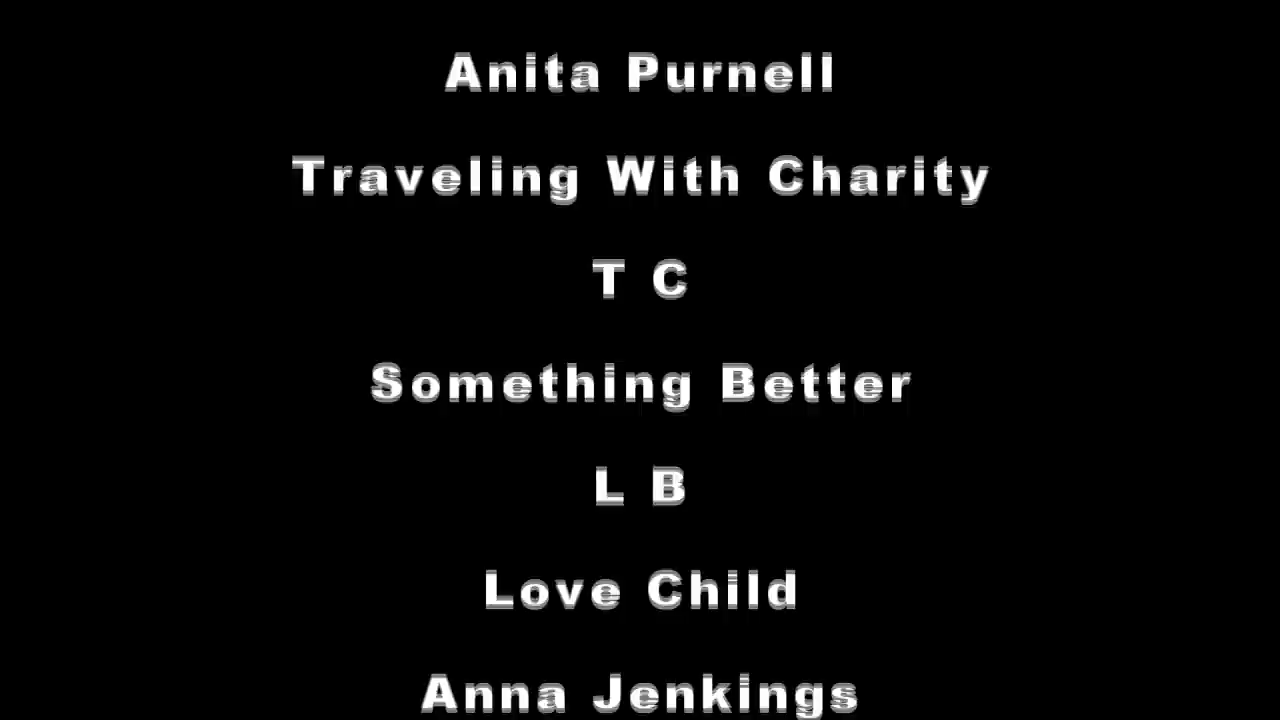 Anita Purnell
Traveling With Charity
T C
Something Better
L B
Love Child
Anna Jenkings